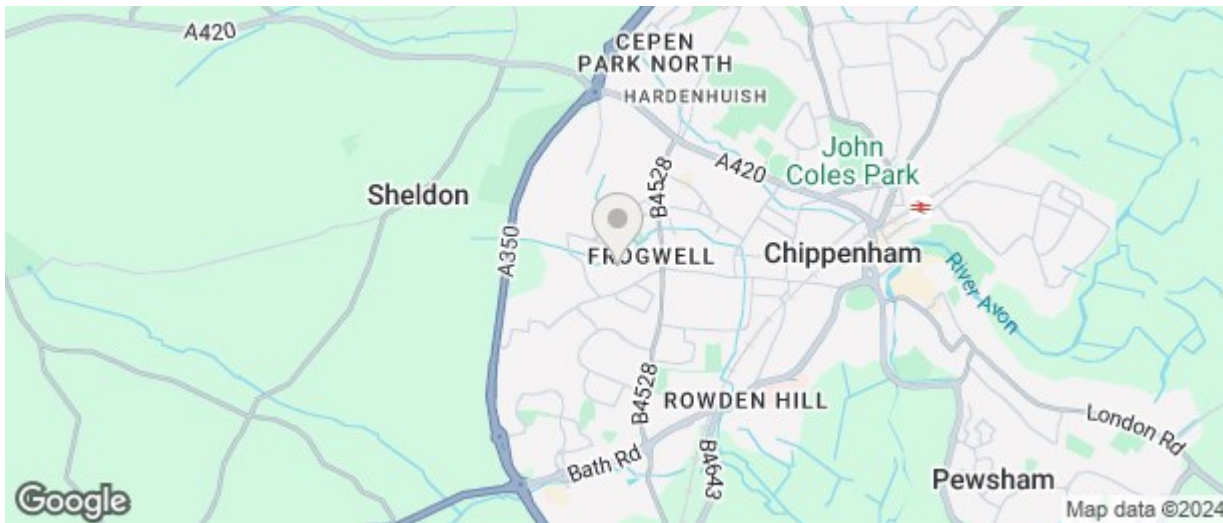 A420
CEPEN
PARK NORTH
HARDENHUISH
John
Coles Park
A420
B4528
Sheldon
A350
FROGWELL
Chippenham
River Avon
B4528
ROWDEN HILL
London Rd
Bath Rd
B4643
Pewsham
Google
Map data ©2024